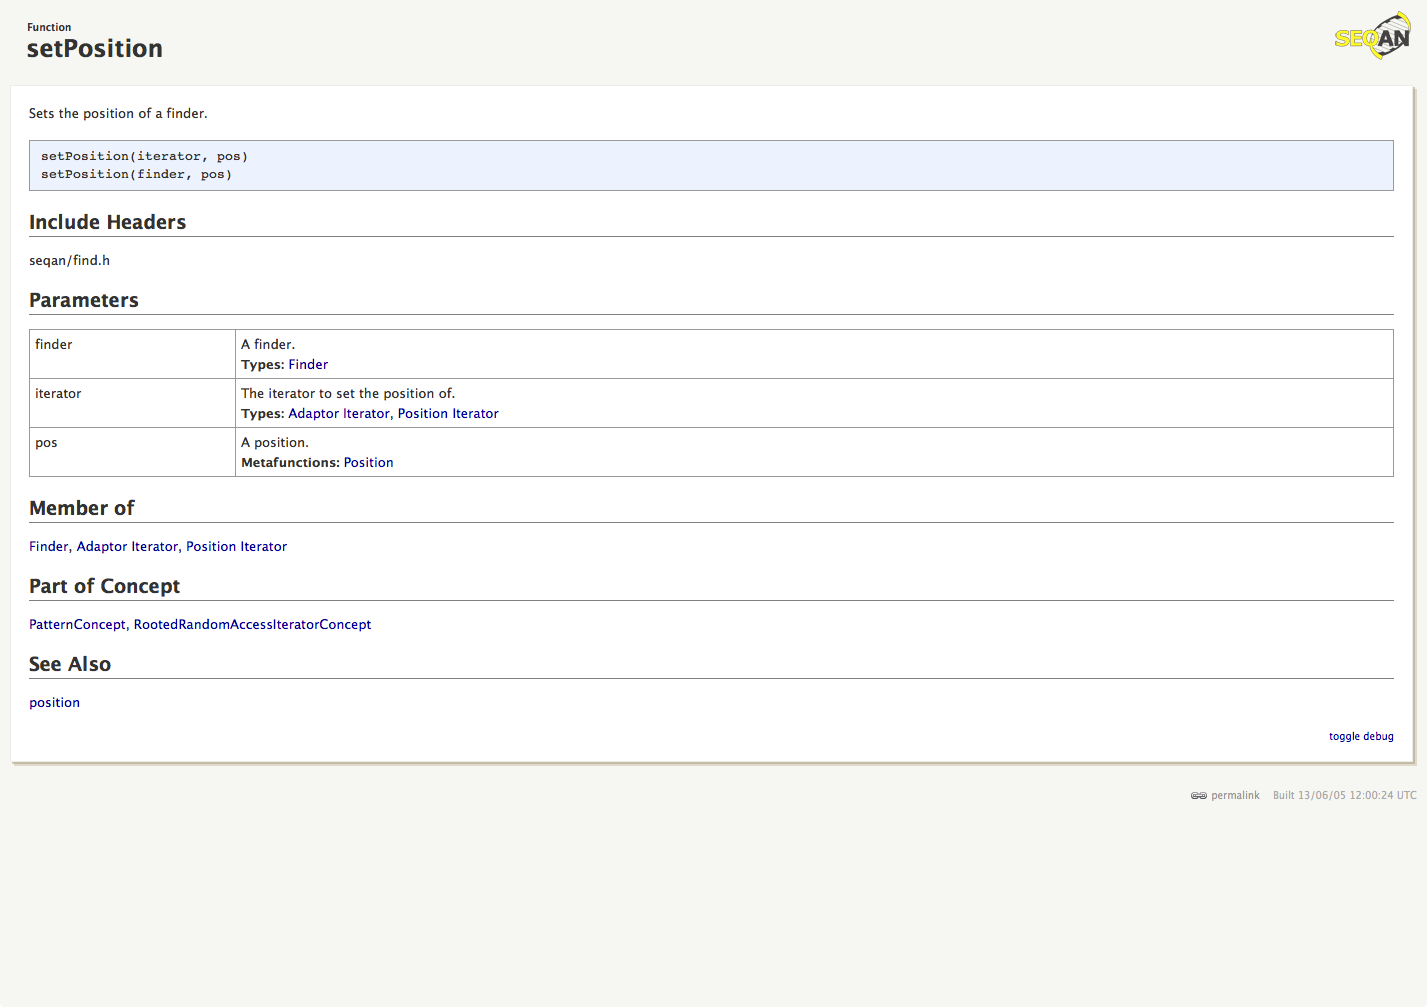 Function
setPosition
SEQAN
Sets the position of a finder.
setPosition(iterator, pos)
setPosition(finder, pos)
Include Headers
seqan/find.h
Parameters
finder
A finder.
Types: Finder
iterator
The iterator to set the position of.
Types: Adaptor Iterator, Position Iterator
pos
A position.
Metafunctions: Position
Member of
Finder, Adaptor Iterator, Position Iterator
Part of Concept
PatternConcept, RootedRandomAccessIteratorConcept
See Also
position
toggle debug
permalink Built 13/06/05 12:00:24 UTC